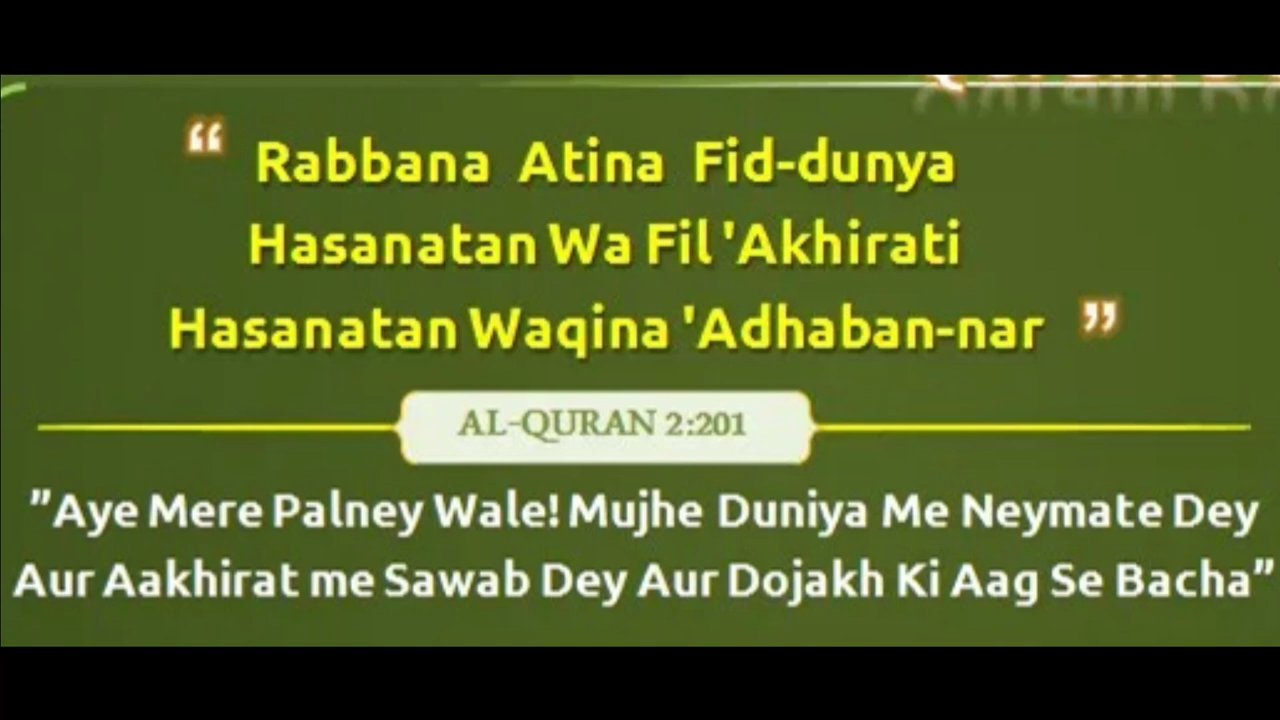 “ Rabbana Atina Fid-dunya
Hasanatan Wa Fil 'Akhirati
Hasanatan Waqina 'Adhaban-nar ”
AL-QURAN 2:201
”Aye Mere Palney Wale! Mujhe Duniya Me Neymate Dey
Aur Aakhirat me Sawab Dey Aur Dojakh Ki Aag Se Bacha”